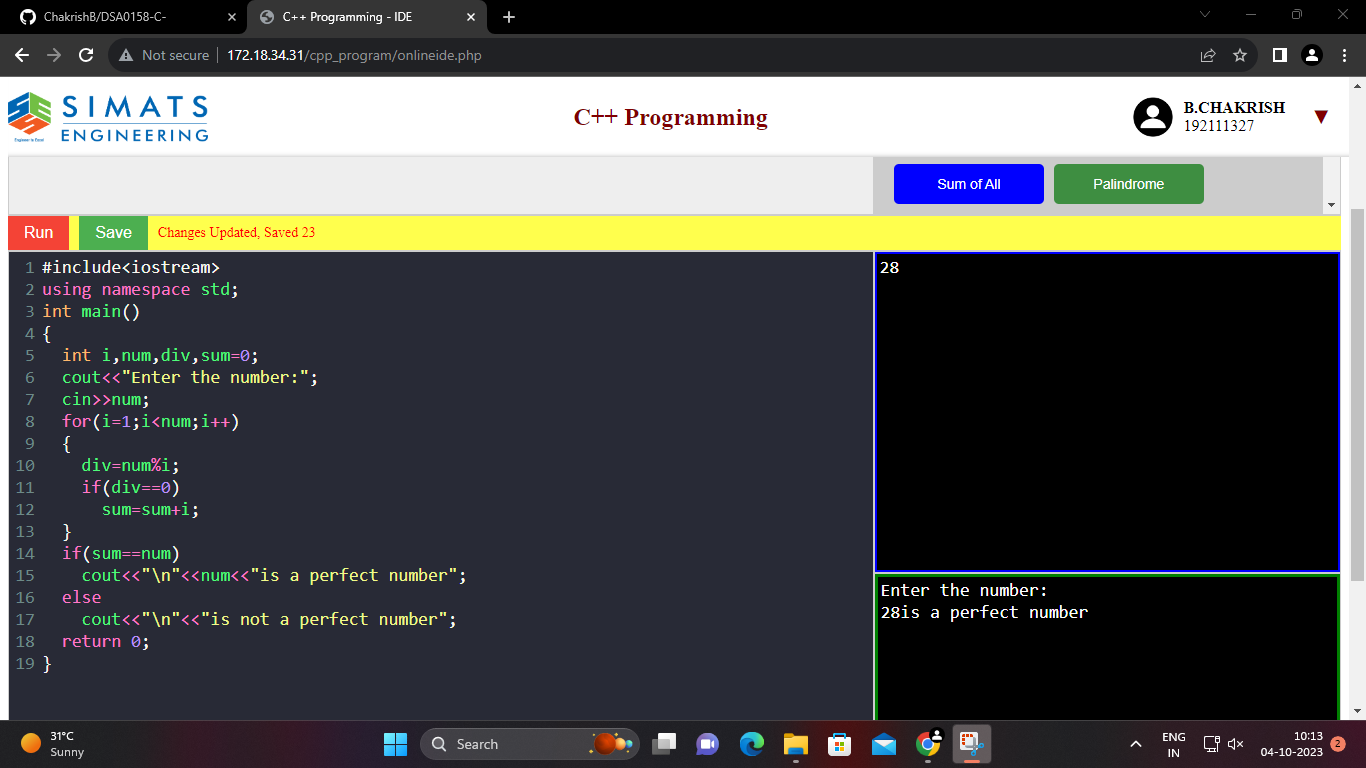 ChakrishB/DSA0158-C-
C++ Programming - IDE
Not secure
172.18.34.31/cpp_program/onlineide.php
SIMATS
ENGINEERING
Engineer to Excel
C++ Programming
B.CHAKRISH
192111327
Sum of All
Palindrome
Run
Save
Changes Updated, Saved 23
1 #include<iostream>
2 using namespace std;
3 int main()
4 {
5   int i,num,div,sum=0;
6   cout<<"Enter the number:";
7   cin>>num;
8   for(i=1;i<num;i++)
9   {
10     div=num%i;
11     if(div==0)
12       sum=sum+i;
13   }
14   if(sum==num)
15     cout<<"\n"<<num<<"is a perfect number";
16   else
17     cout<<"\n"<<"is not a perfect number";
18   return 0;
19 }
28
Enter the number:
28is a perfect number
31°C
Sunny
Search
ENG
IN
10:13
04-10-2023
2